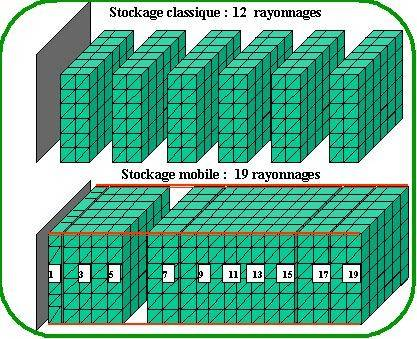 Stockage classique : 12 rayonnages
Stockage mobile : 19 rayonnages
1 3 5 7 9 11 13 15 17 19